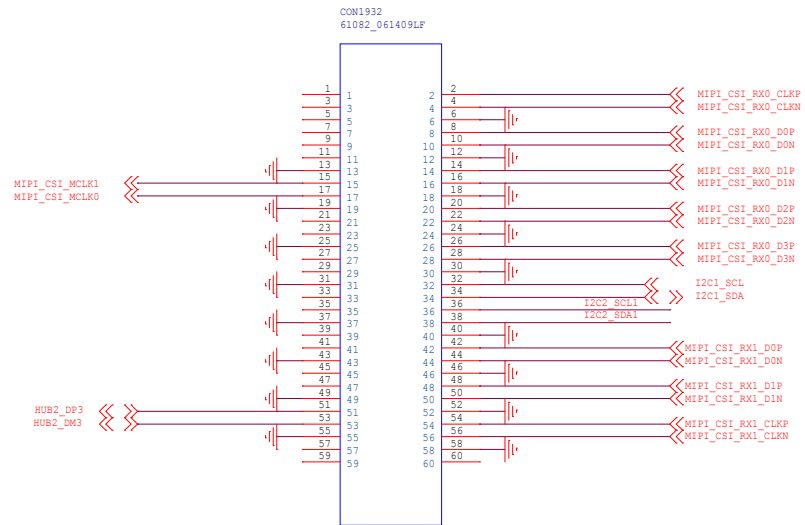 CON1932
61082_061409LF
1 1 2 2 MIPI_CSI_RX0_CLKP
3 3 4 4 MIPI_CSI_RX0_CLKN
5 5 6 6
7 7 8 8 MIPI_CSI_RX0_D0P
9 9 10 10 MIPI_CSI_RX0_D0N
11 11 12 12
13 13 14 14 MIPI_CSI_RX0_D1P
MIPI_CSI_MCLK1 15 15 16 16 MIPI_CSI_RX0_D1N
MIPI_CSI_MCLK0 17 17 18 18
19 19 20 20 MIPI_CSI_RX0_D2P
21 21 22 22 MIPI_CSI_RX0_D2N
23 23 24 24
25 25 26 26 MIPI_CSI_RX0_D3P
27 27 28 28 MIPI_CSI_RX0_D3N
29 29 30 30
31 31 32 32 I2C1_SCL
33 33 34 34 I2C1_SDA
35 35 36 36 I2C2_SCL1
37 37 38 38 I2C2_SDA1
39 39 40 40
41 41 42 42 MIPI_CSI_RX1_D0P
43 43 44 44 MIPI_CSI_RX1_D0N
45 45 46 46
47 47 48 48 MIPI_CSI_RX1_D1P
49 49 50 50 MIPI_CSI_RX1_D1N
HUB2_DP3 51 51 52 52
HUB2_DM3 53 53 54 54 MIPI_CSI_RX1_CLKP
55 55 56 56 MIPI_CSI_RX1_CLKN
57 57 58 58
59 59 60 60